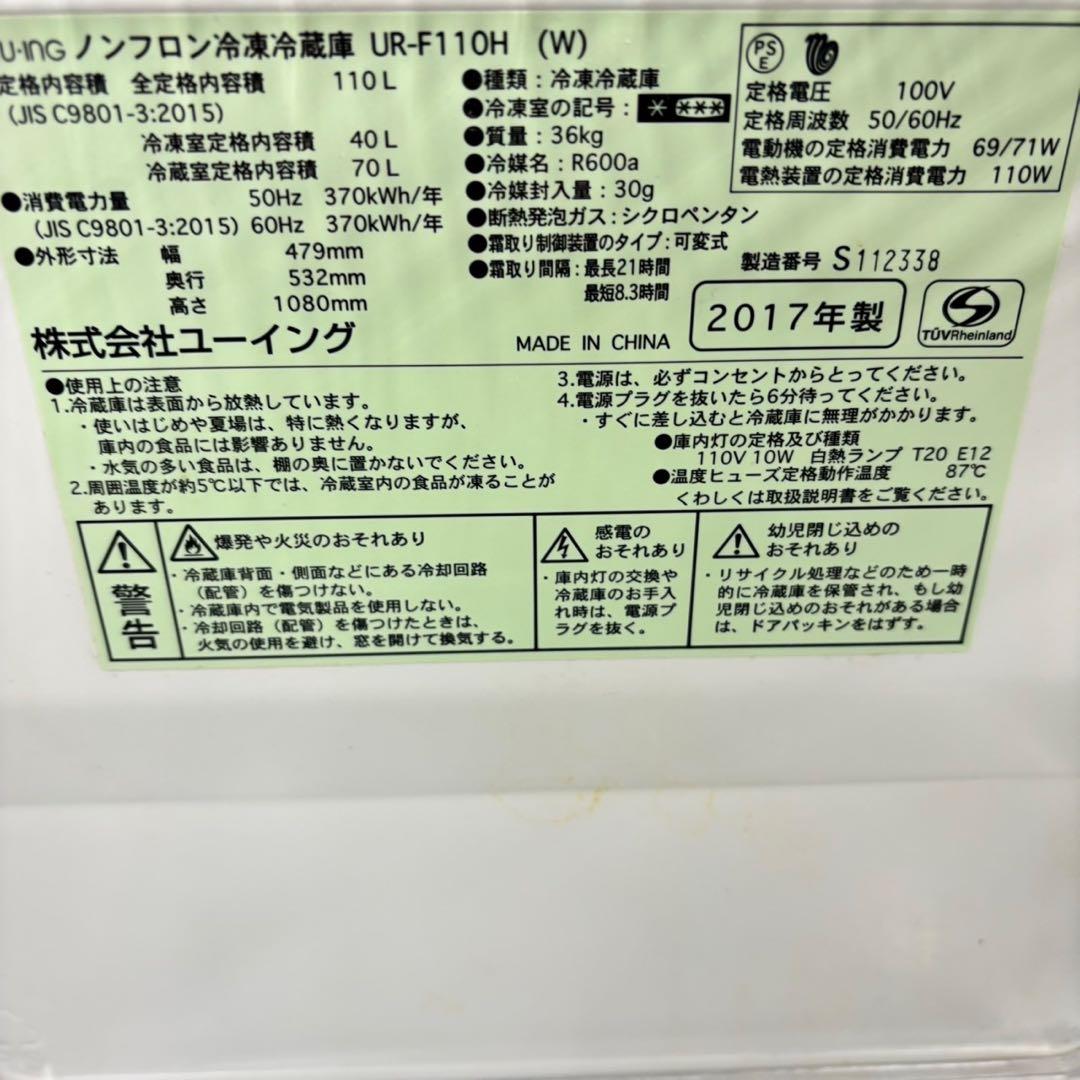 U·ING ノンフロン冷凍冷蔵庫 UR-F110H (W)
定格内容積 全定格内容積 110L
(JIS C9801-3:2015)
冷凍室定格内容積 40L
冷蔵室定格内容積 70L
●消費電力量 50Hz 370kWh/年
(JIS C9801-3:2015) 60Hz 370kWh/年
●外形寸法 幅 479mm
奥行 532mm
高さ 1080mm
株式会社ユーイング
●種類：冷凍冷蔵庫
●冷凍室の記号：
●質量：36kg
●冷媒名：R600a
●冷媒封入量：30g
●断熱発泡ガス：シクロペンタン
●霜取り制御装置のタイプ：可変式
●霜取り間隔：最長21時間
最短8.3時間
MADE IN CHINA
PSE
定格電圧 100V
定格周波数 50/60Hz
電動機の定格消費電力 69/71W
電熱装置の定格消費電力 110W
製造番号 S112338
2017年製
TÜVRheinland
●使用上の注意
1.冷蔵庫は表面から放熱しています。
・使いはじめや夏場は、特に熱くなりますが、
庫内の食品には影響ありません。
・水気の多い食品は、棚の奥に置かないでください。
2.周囲温度が約5℃以下では、冷蔵室内の食品が凍ることが
あります。
3.電源は、必ずコンセントからとってください。
4.電源プラグを抜いたら6分待ってください。
・すぐに差し込むと冷蔵庫に無理がかかります。
●庫内灯の定格及び種類
110V 10W 白熱ランプ T20 E12
●温度ヒューズ定格動作温度 87℃
くわしくは取扱説明書をご覧ください。
警告
爆発や火災のおそれあり
・冷蔵庫背面・側面などにある冷却回路
(配管)を傷つけない。
・冷蔵庫内で電気製品を使用しない。
・冷却回路(配管)を傷つけたときは、
火気の使用を避け、窓を開けて換気する。
感電の
おそれあり
・庫内灯の交換や
冷蔵庫のお手入
れ時は、電源プ
ラグを抜く。
幼児閉じ込めの
おそれあり
・リサイクル処理などのため一時
的に冷蔵庫を保管され、もし幼
児閉じ込めのおそれがある場合
は、ドアパッキンをはずす。